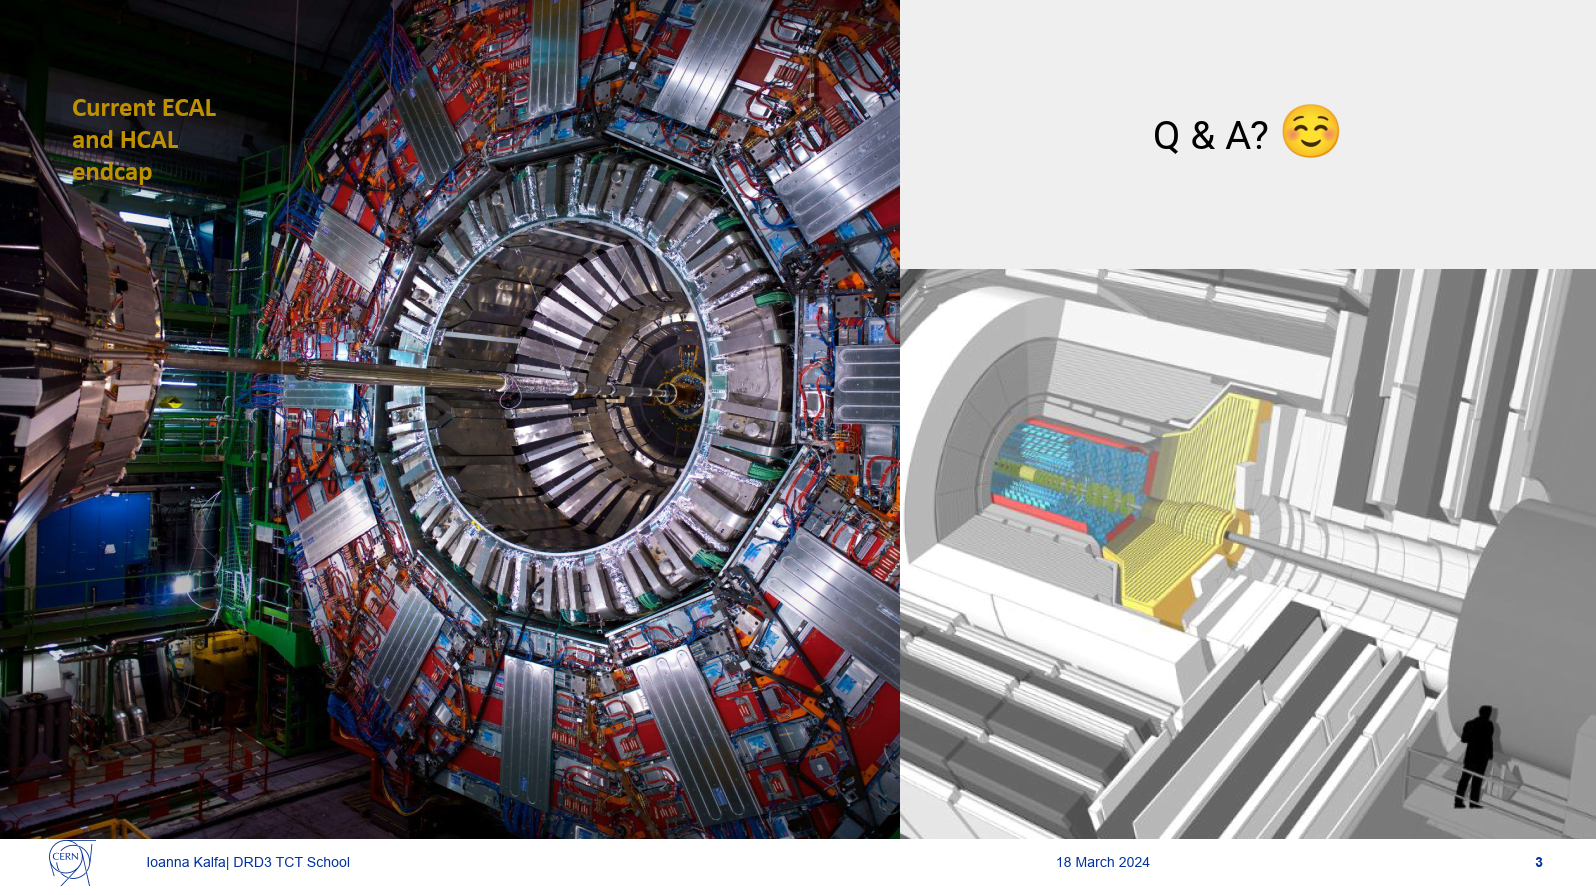 Current ECAL
and HCAL
endcap
Q & A? ☺️
CERN
Ioanna Kalfa| DRD3 TCT School
18 March 2024
3